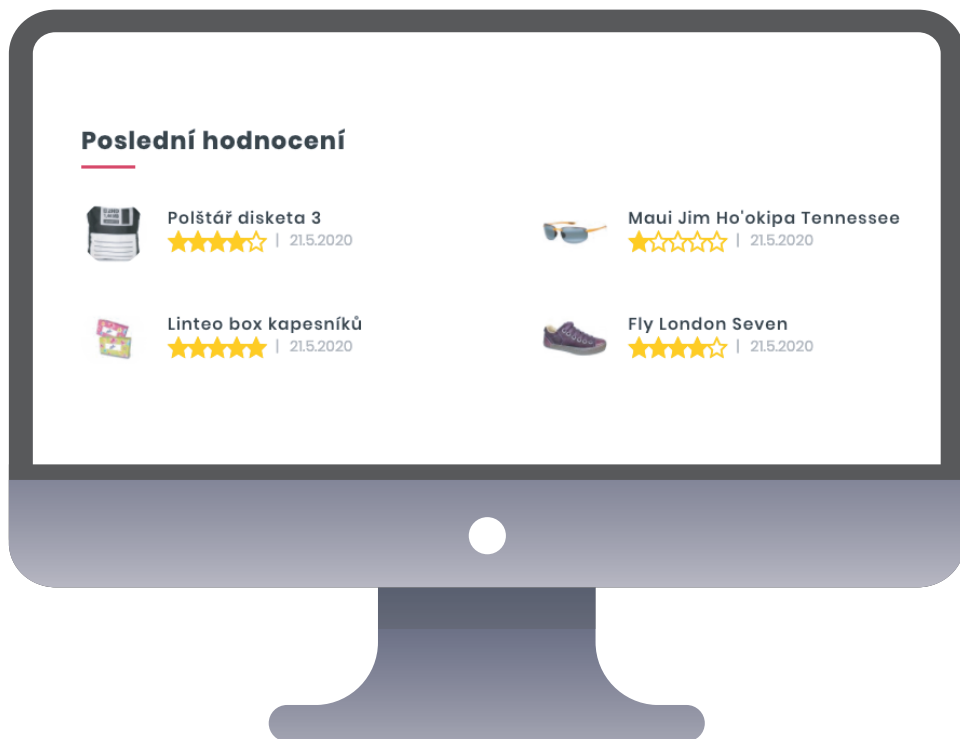 Poslední hodnocení
Polštář disketa 3
| 21.5.2020
Maui Jim Ho'okipa Tennessee
| 21.5.2020
Linteo box kapesníků
| 21.5.2020
Fly London Seven
| 21.5.2020